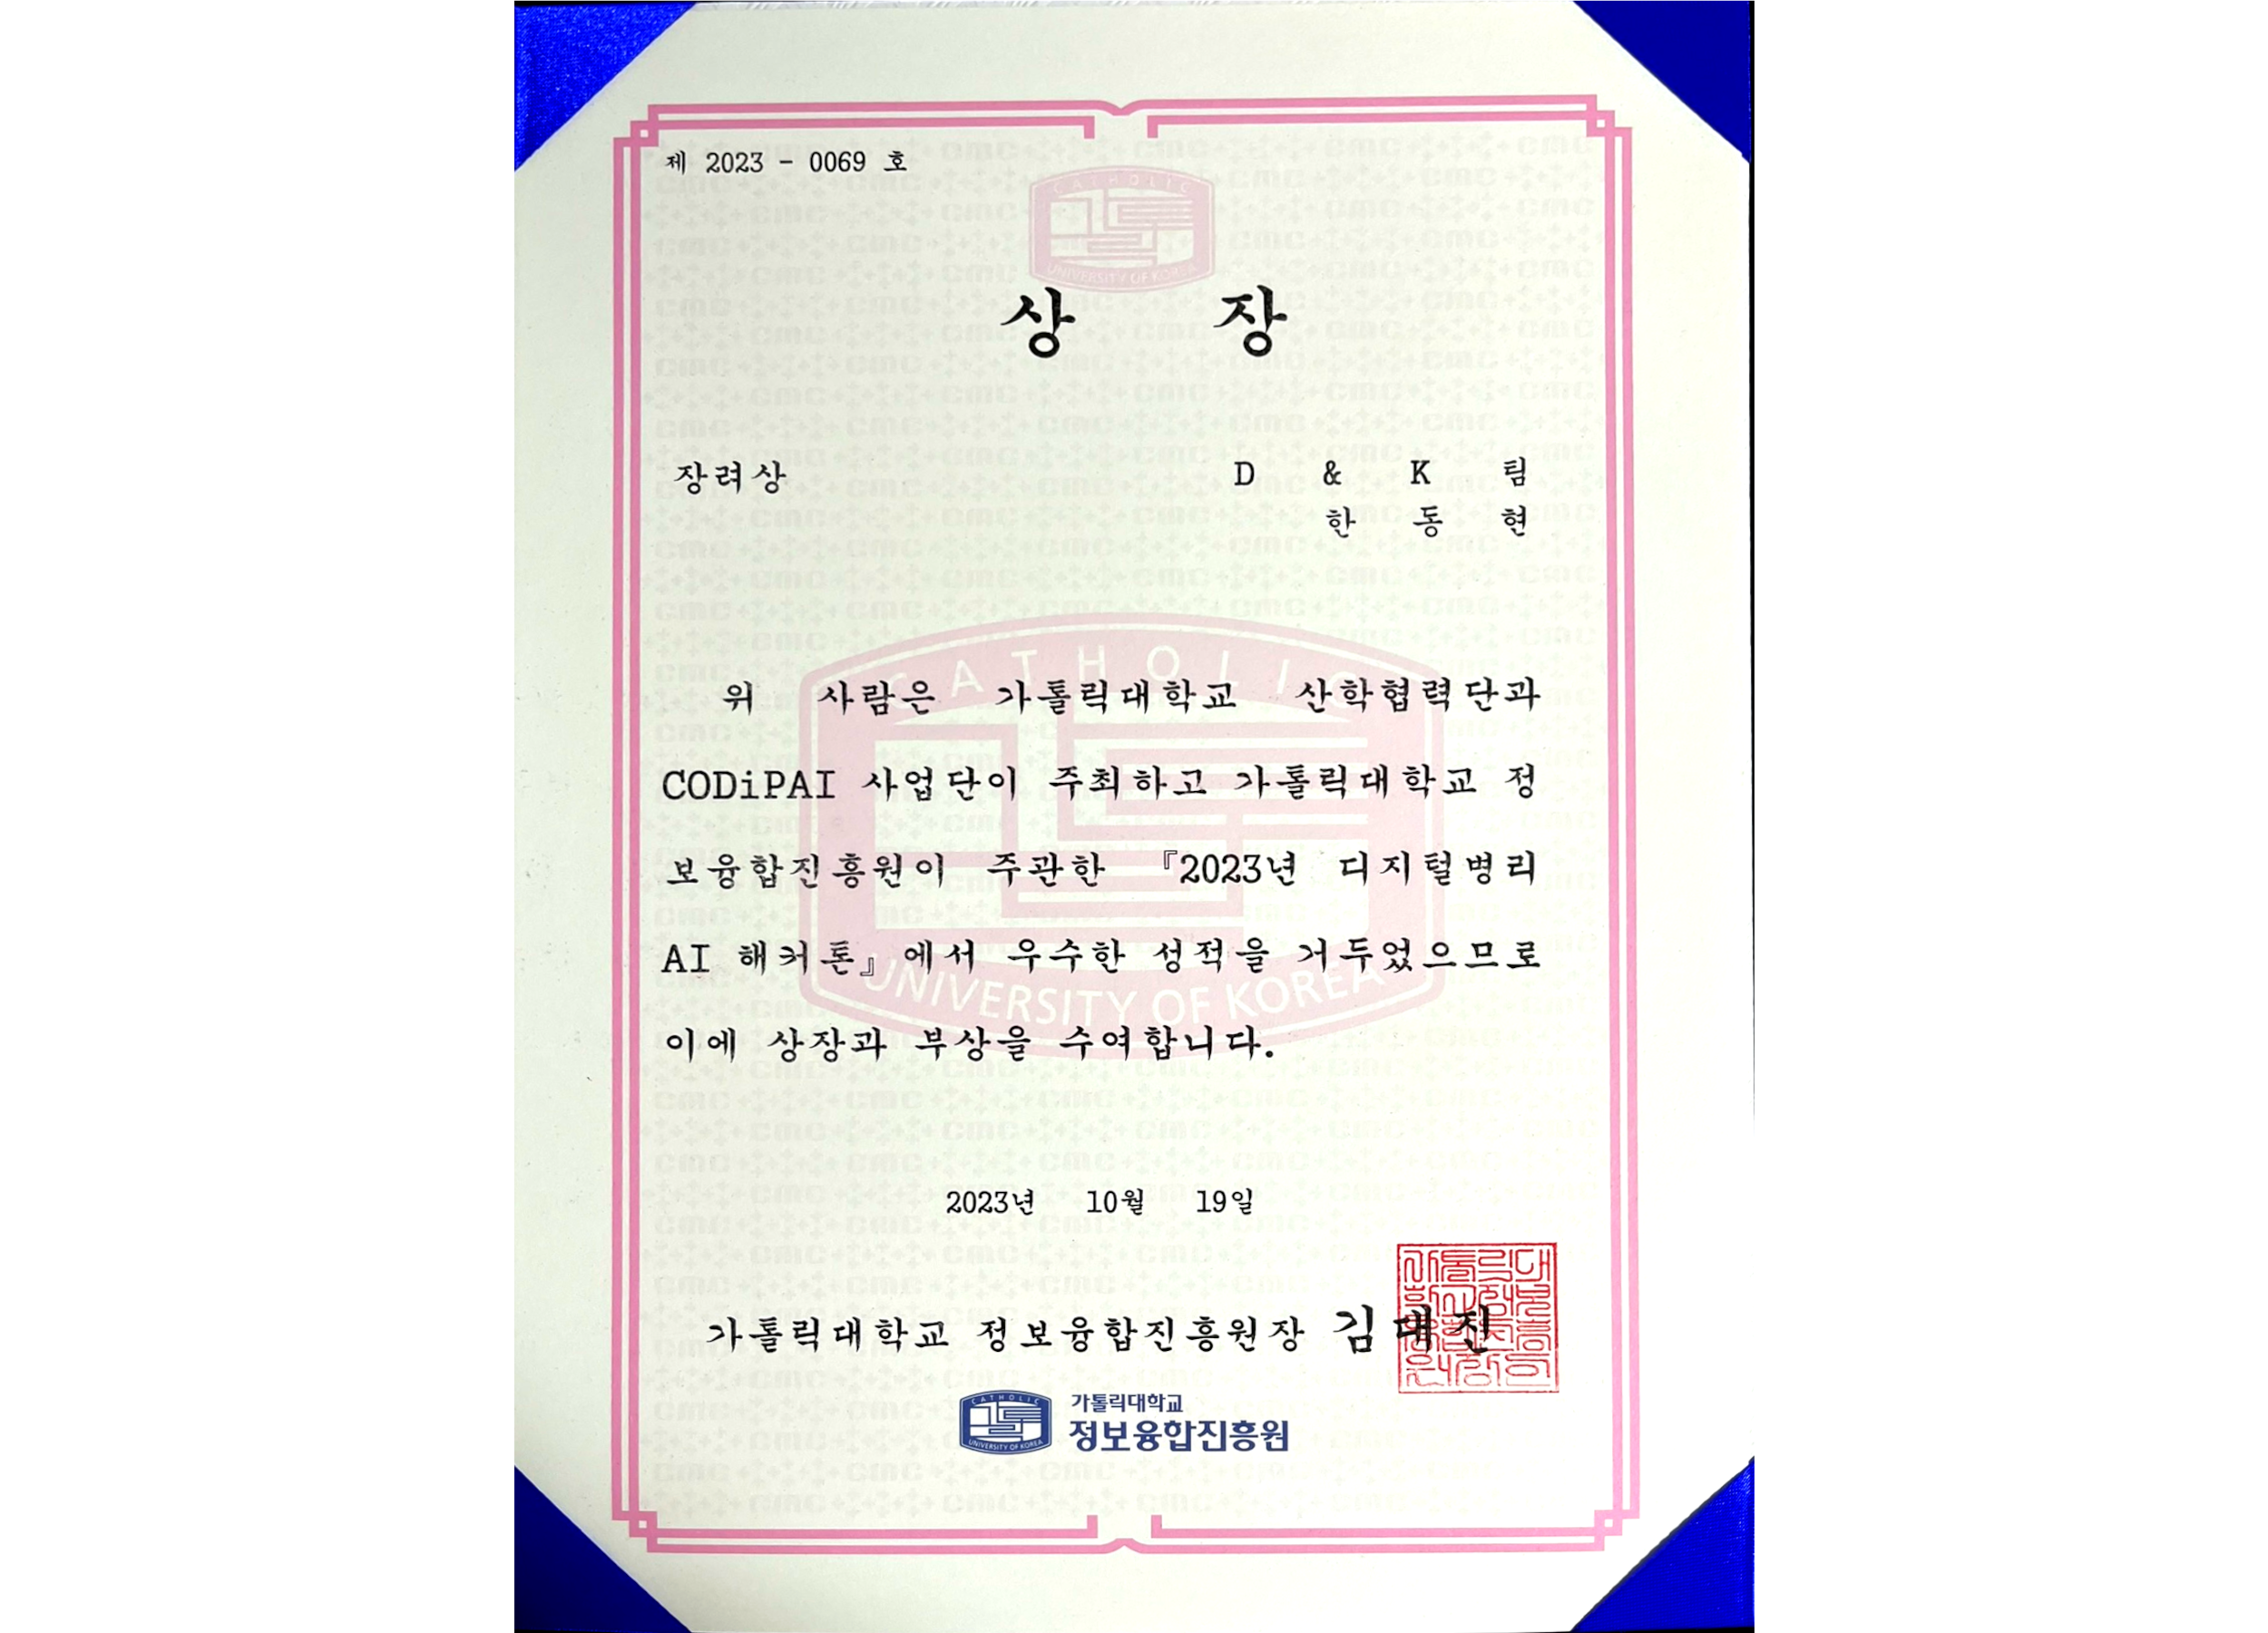 제 2023 - 0069 호
CATHOLIC
UNIVERSITY OF KOREA
상 장
장려상 D & K 팀
한 동 현
CATHOLIC
위 사람은 가톨릭대학교 산학협력단과
CODiPAI 사업단이 주최하고 가톨릭대학교 정
보융합진흥원이 주관한 『2023년 디지털병리
AI 해커톤』에서 우수한 성적을 거두었으므로
UNIVERSITY OF KOREA
이에 상장과 부상을 수여합니다.
2023년 10월 19일
가톨릭대학교 정보융합진흥원장 김대진
CATHOLIC
UNIVERSITY OF KOREA
가톨릭대학교
정보융합진흥원